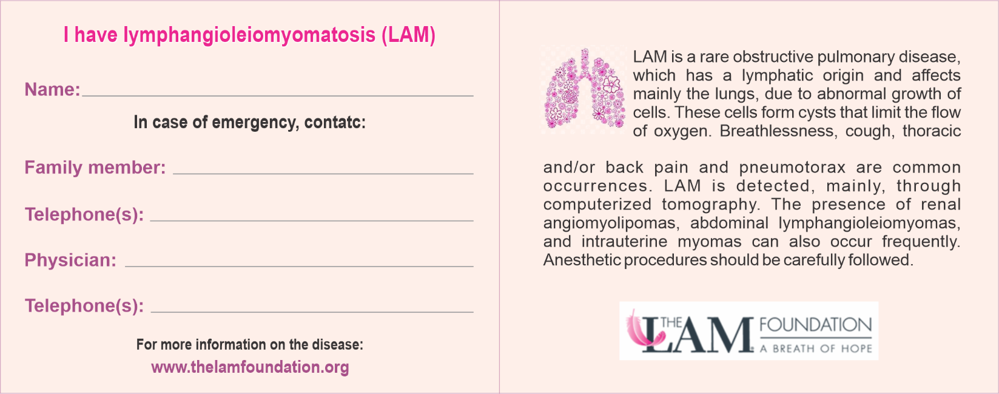 I have lymphangioleiomyomatosis (LAM)
Name:
In case of emergency, contatc:
Family member:
Telephone(s):
Physician:
Telephone(s):
For more information on the disease:
www.thelamfoundation.org
LAM is a rare obstructive pulmonary disease,
which has a lymphatic origin and affects
mainly the lungs, due to abnormal growth of
cells. These cells form cysts that limit the flow
of oxygen. Breathlessness, cough, thoracic
and/or back pain and pneumotorax are common
occurrences. LAM is detected, mainly, through
computerized tomography. The presence of renal
angiomyolipomas, abdominal lymphangioleiomyomas,
and intrauterine myomas can also occur frequently.
Anesthetic procedures should be carefully followed.
THE LAM FOUNDATION
A BREATH OF HOPE